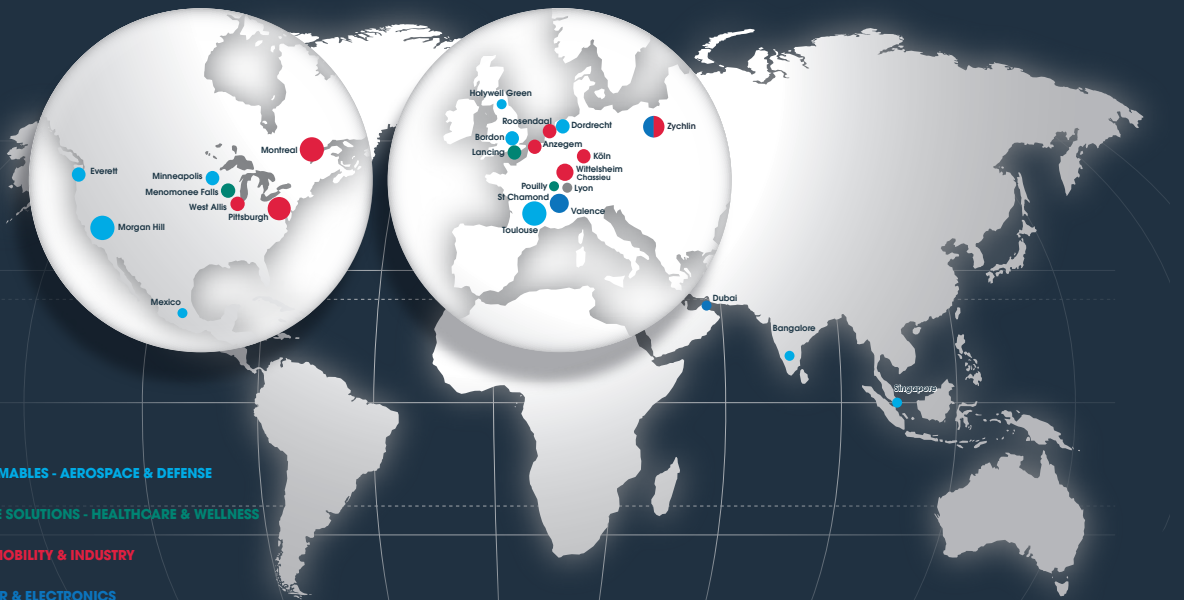 Holywell Green
Roosendaal
Dordrecht
Zychlin
Bordon
Anzegem
Lancing
Köln
Wittelsheim
Chassieu
Pouilly
Lyon
St Chamond
Valence
Toulouse
Montreal
Everett
Minneapolis
Menomonee Falls
West Allis
Pittsburgh
Morgan Hill
Mexico
Dubai
Bangalore
Singapore
MABLES - AEROSPACE & DEFENSE
E SOLUTIONS - HEALTHCARE & WELLNESS
MOBILITY & INDUSTRY
R & ELECTRONICS